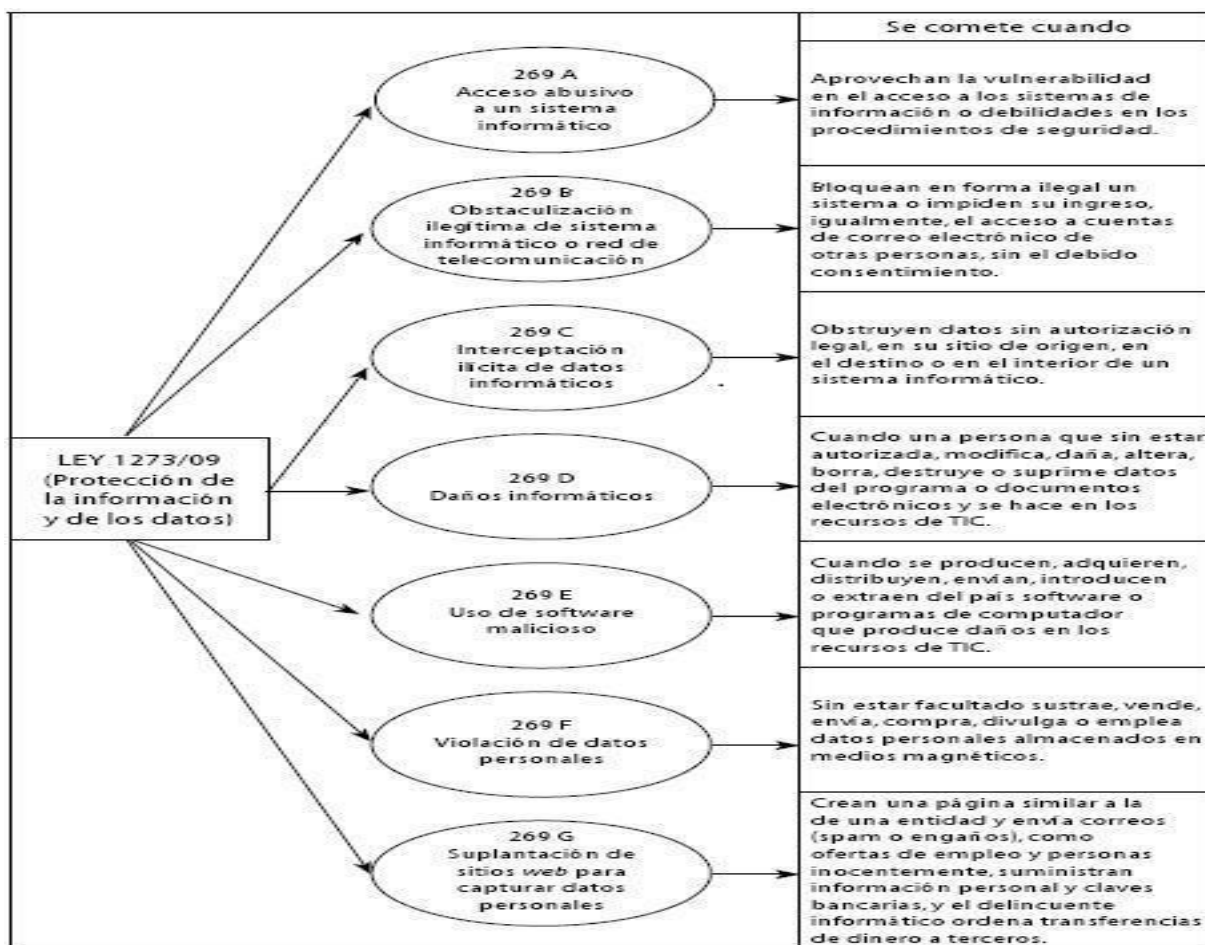 Se comete cuando
269 A
Acceso abusivo
a un sistema
informático
Aprovechan la vulnerabilidad
en el acceso a los sistemas de
información o debilidades en los
procedimientos de seguridad.
269 B
Obstaculización
ilegítima de sistema
informático o red de
telecomunicación
Bloquean en forma ilegal un
sistema o impiden su ingreso,
igualmente, el acceso a cuentas
de correo electrónico de
otras personas, sin el debido
consentimiento.
269 C
Interceptación
ilícita de datos
informáticos
Obstruyen datos sin autorización
legal, en su sitio de origen, en
el destino o en el interior de un
sistema informático.
LEY 1273/09
(Protección de
la información
y de los datos)
269 D
Daños informáticos
Cuando una persona que sin estar
autorizada, modifica, daña, altera,
borra, destruye o suprime datos
del programa o documentos
electrónicos y se hace en los
recursos de TIC.
269 E
Uso de software
malicioso
Cuando se producen, adquieren,
distribuyen, envían, introducen
o extraen del país software o
programas de computador
que produce daños en los
recursos de TIC.
269 F
Violación de datos
personales
Sin estar facultado sustrae, vende,
envía, compra, divulga o emplea
datos personales almacenados en
medios magnéticos.
269 G
Suplantación de
sitios web para
capturar datos
personales
Crean una página similar a la
de una entidad y envía correos
(spam o engaños), como
ofertas de empleo y personas
inocentemente, suministran
información personal y claves
bancarias, y el delincuente
informático ordena transferencias
de dinero a terceros.